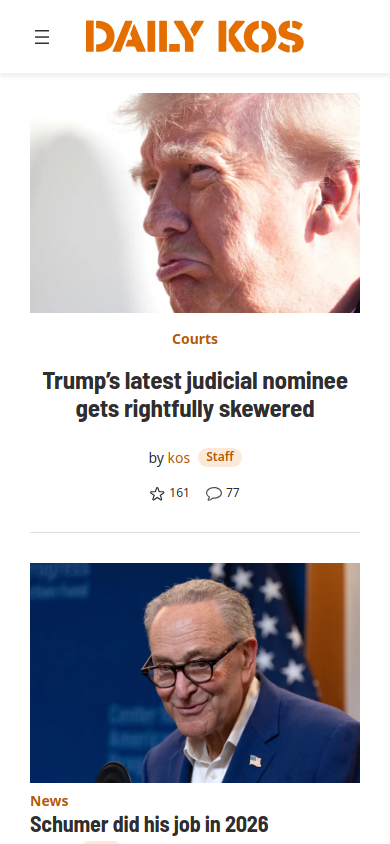 DAILY KOS
Courts
Trump’s latest judicial nominee
gets rightfully skewered
by kos Staff
161 77
News
Schumer did his job in 2026